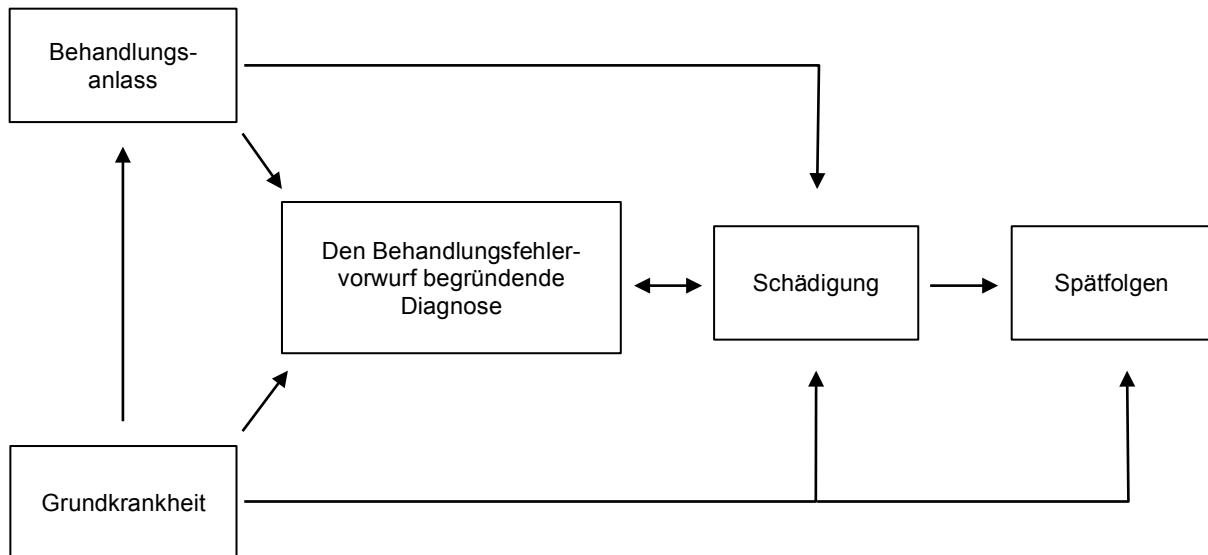 Behandlungs-
anlass
Den Behandlungsfehler-
vorwurf begründende
Diagnose
Schädigung
Spätfolgen
Grundkrankheit